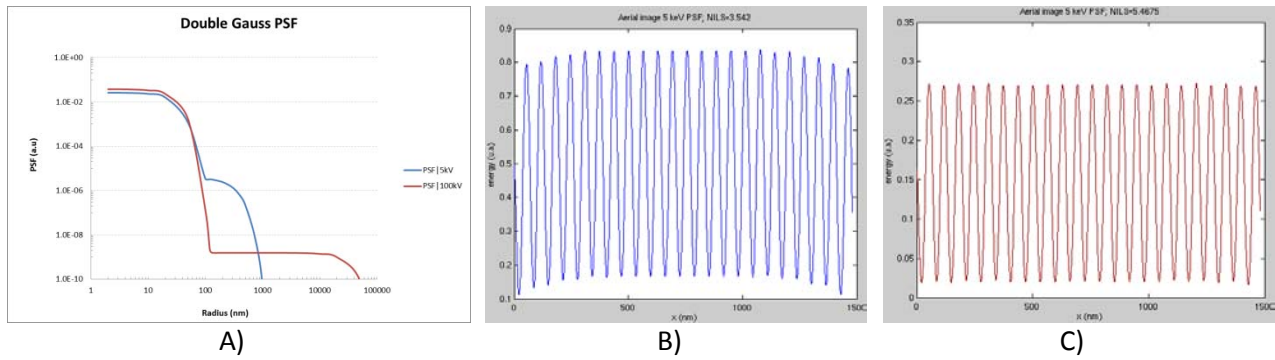 Double Gauss PSF
1.0E+00
1.0E-02
1.0E-04
1.0E-06
1.0E-08
1.0E-10
PSF (a.u)
1
10
100
1000
10000
100000
Radius (nm)
PSF|5kV
PSF|100kV
A)
Aerial image 5 keV PSF, NILS=3.542
0.9
0.8
0.7
0.6
0.5
0.4
0.3
0.2
0.1
0
500
1000
x (nm)
B)
Aerial image 5 keV PSF, NILS=5.4675
0.35
0.3
0.25
0.2
0.15
0.1
0.05
0
0
500
1000
x (nm)
C)